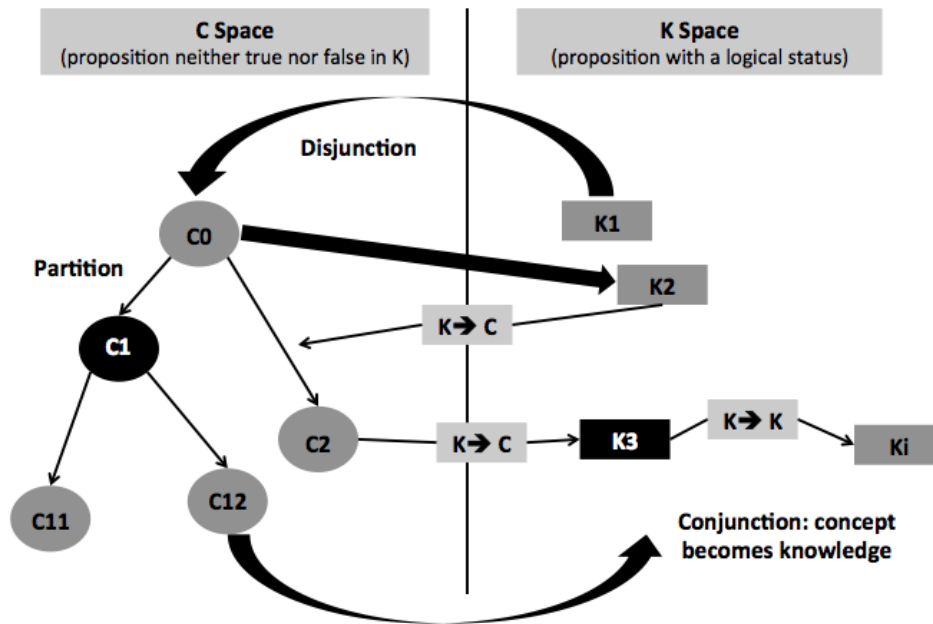 C Space
(proposition neither true nor false in K)
K Space
(proposition with a logical status)
Disjunction
C0
K1
Partition
K2
K➔ C
C1
C2
K➔ C
K3
K➔ K
Ki
C11
C12
Conjunction: concept
becomes knowledge